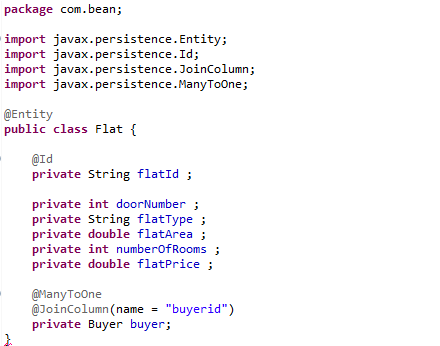 package com.bean;
import javax.persistence.Entity;
import javax.persistence.Id;
import javax.persistence.JoinColumn;
import javax.persistence.ManyToOne;
@Entity
public class Flat {
@Id
private String flatId ;
private int doorNumber ;
private String flatType ;
private double flatArea ;
private int numberOfRooms ;
private double flatPrice ;
@ManyToOne
@JoinColumn(name = "buyerid")
private Buyer buyer;
}